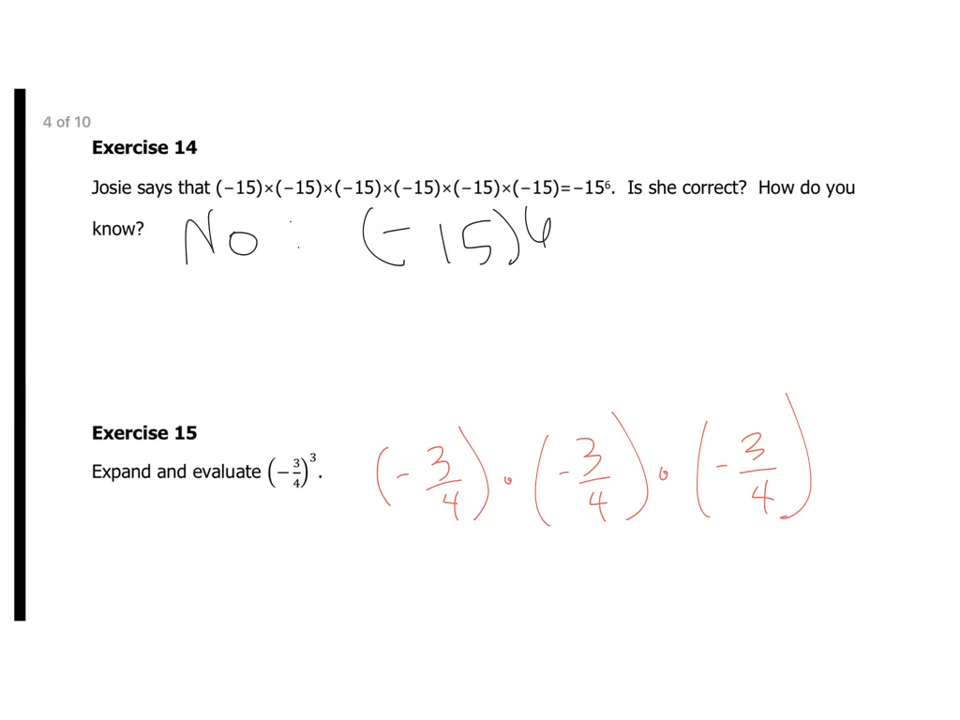 4 of 10
Exercise 14
Josie says that (−15)×(−15)×(−15)×(−15)×(−15)×(−15)=−15⁶. Is she correct? How do you
know? No : (-15)⁶
Exercise 15
Expand and evaluate (−3/4)³. (-3/4) · (-3/4) · (-3/4)